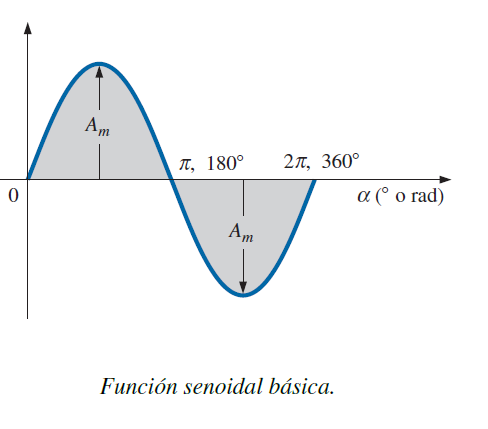 A_m
π, 180°
2π, 360°
0
α (° o rad)
A_m
Función senoidal básica.